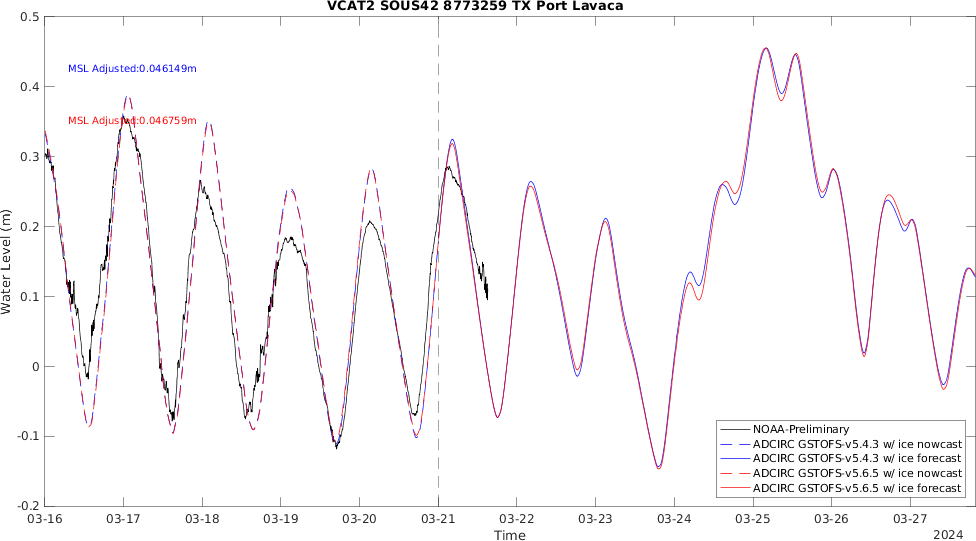 VCAT2 SOUS42 8773259 TX Port Lavaca
0.5
0.4
0.3
0.2
0.1
0
-0.1
-0.2
Water Level (m)
MSL Adjusted:0.046149m
MSL Adjusted:0.046759m
NOAA-Preliminary
ADCIRC GSTOFS-v5.4.3 w/ ice nowcast
ADCIRC GSTOFS-v5.4.3 w/ ice forecast
ADCIRC GSTOFS-v5.6.5 w/ ice nowcast
ADCIRC GSTOFS-v5.6.5 w/ ice forecast
03-16 03-17 03-18 03-19 03-20 03-21 03-22 03-23 03-24 03-25 03-26 03-27
Time
2024